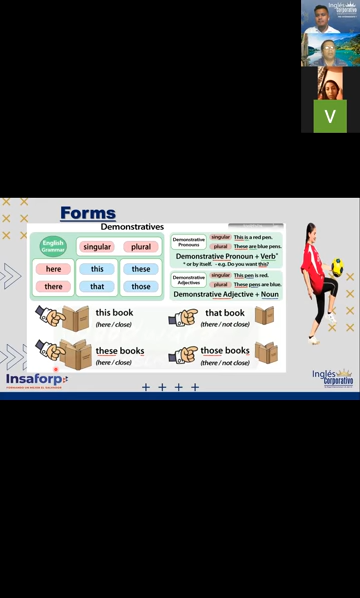 Inglés
Corporativo
V
Forms
Demonstratives
English
Grammar
singular
plural
here
this
these
there
that
those
Demonstrative
Pronouns
singular This is a red pen.
plural These are blue pens.
Demonstrative Pronoun + Verb*
* or by itself. - e.g. Do you want this?
Demonstrative
Adjectives
singular This pen is red.
plural These pens are blue.
Demonstrative Adjective + Noun
this book
(here / close)
that book
(there / not close)
these books
(here / close)
those books
(there / not close)
Insaforp
Inglés
Corporativo